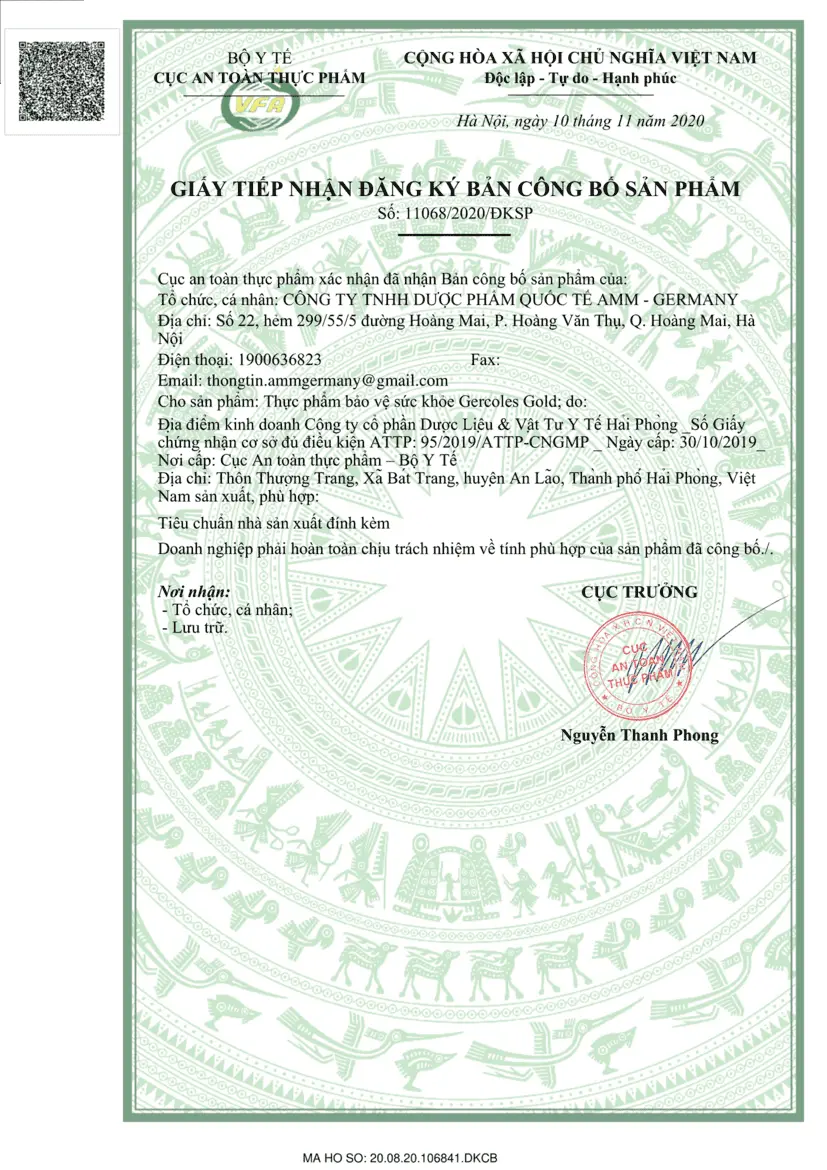 BỘ Y TẾ
CỤC AN TOÀN THỰC PHẨM
VFA
CỘNG HÒA XÃ HỘI CHỦ NGHĨA VIỆT NAM
Độc lập - Tự do - Hạnh phúc
Hà Nội, ngày 10 tháng 11 năm 2020
GIẤY TIẾP NHẬN ĐĂNG KÝ BẢN CÔNG BỐ SẢN PHẨM
Số: 11068/2020/ĐKSP
Cục an toàn thực phẩm xác nhận đã nhận Bản công bố sản phẩm của:
Tổ chức, cá nhân: CÔNG TY TNHH DƯỢC PHẨM QUỐC TẾ AMM - GERMANY
Địa chỉ: Số 22, hẻm 299/55/5 đường Hoàng Mai, P. Hoàng Văn Thụ, Q. Hoàng Mai, Hà
Nội
Điện thoại: 1900636823 Fax:
Email: thongtin.ammgermany@gmail.com
Cho sản phẩm: Thực phẩm bảo vệ sức khỏe Gercoles Gold; do:
Địa điểm kinh doanh Công ty cổ phần Dược Liệu & Vật Tư Y Tế Hải Phòng _Số Giấy
chứng nhận cơ sở đủ điều kiện ATTP: 95/2019/ATTP-CNGMP _ Ngày cấp: 30/10/2019_
Nơi cấp: Cục An toàn thực phẩm – Bộ Y Tế
Địa chỉ: Thôn Thượng Trang, Xã Bát Trang, huyện An Lão, Thành phố Hải Phòng, Việt
Nam sản xuất, phù hợp:
Tiêu chuẩn nhà sản xuất đính kèm
Doanh nghiệp phải hoàn toàn chịu trách nhiệm về tính phù hợp của sản phẩm đã công bố./.
Nơi nhận:
- Tổ chức, cá nhân;
- Lưu trữ.
CỤC TRƯỞNG
CỘNG HÒA X.H.C.N VIỆT NAM
CỤC
AN TOÀN
THỰC PHẨM
BỘ Y TẾ
Nguyễn Thanh Phong
MA HO SO: 20.08.20.106841.DKCB